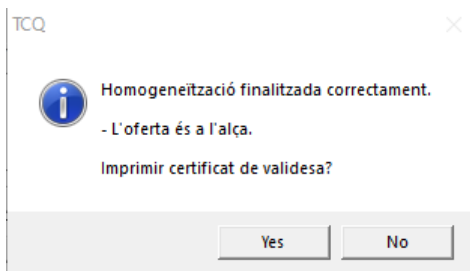 TCQ
Homogeneïtzació finalitzada correctament.
- L'oferta és a l'alça.
Imprimir certificat de validesa?
Yes
No